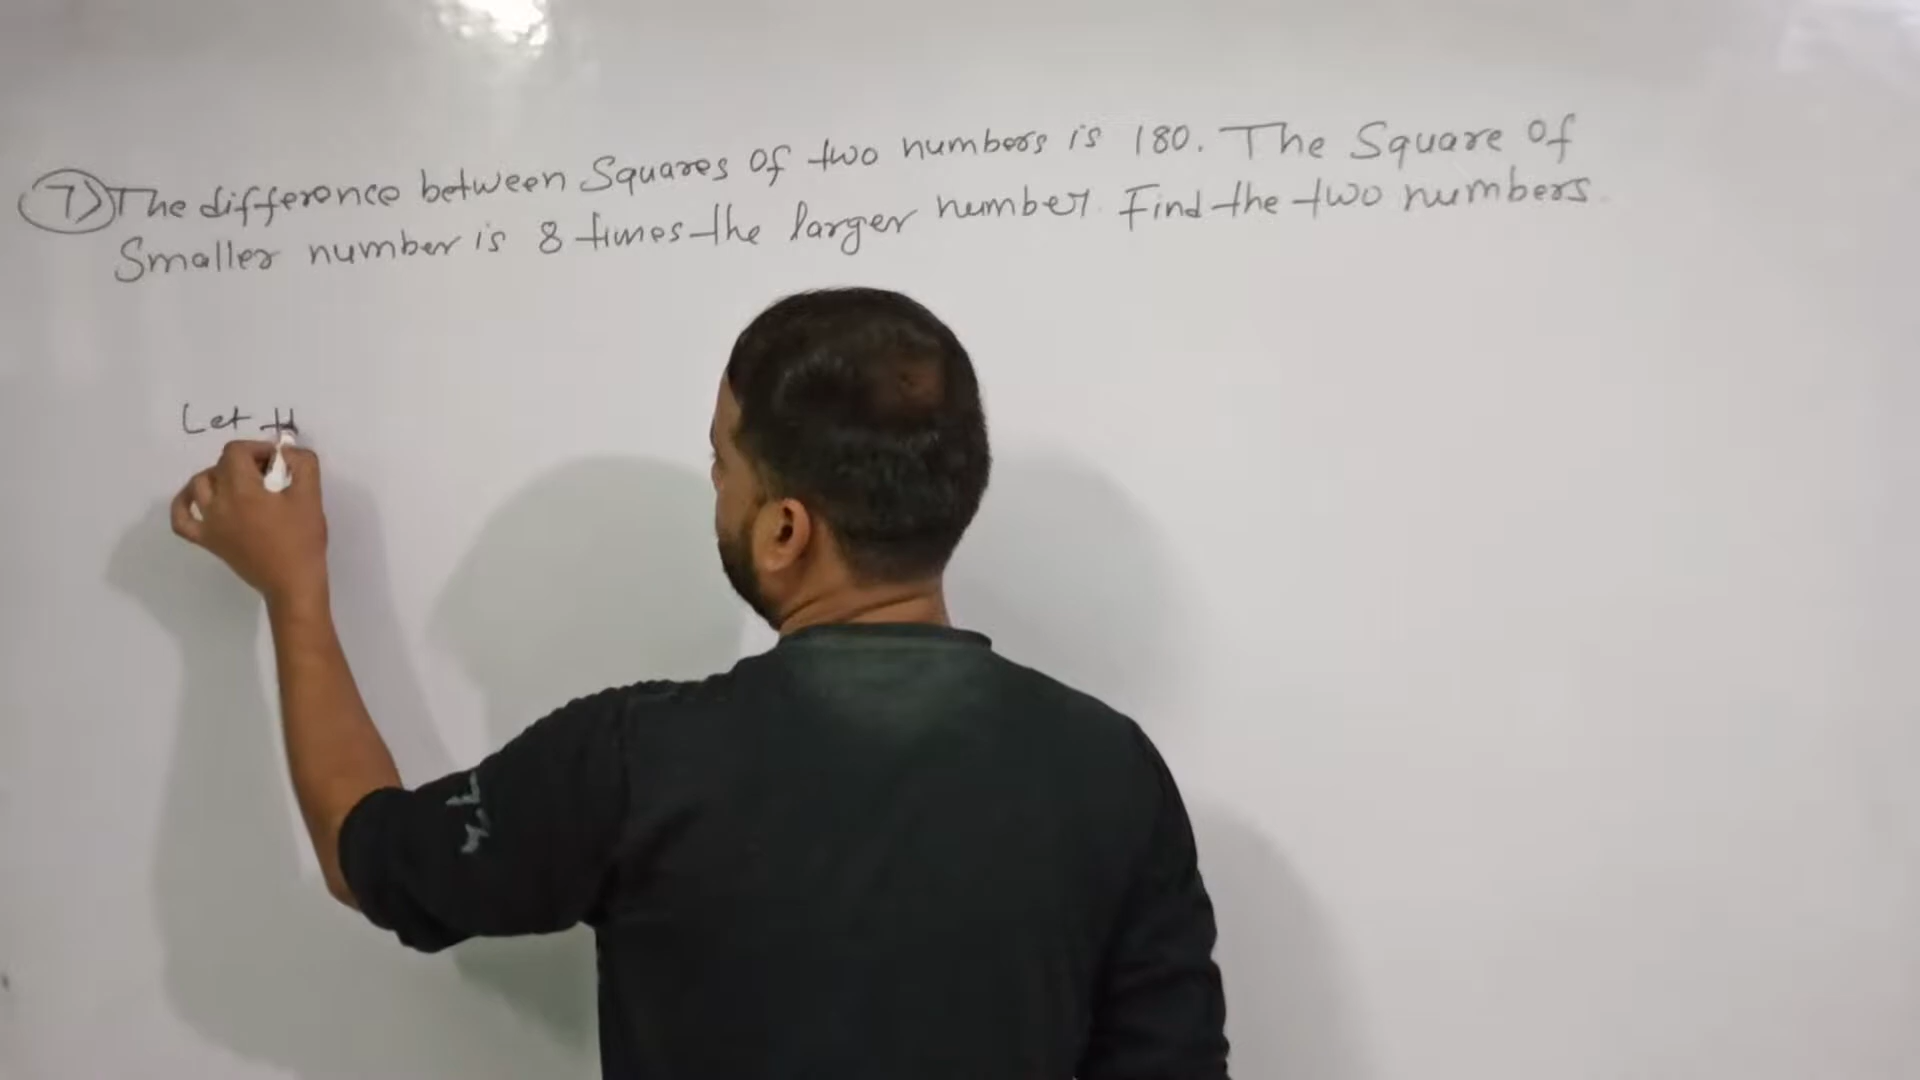 7) The difference between Squares of two numbers is 180. The Square of
Smaller number is 8 times the larger number. Find the two numbers.
Let